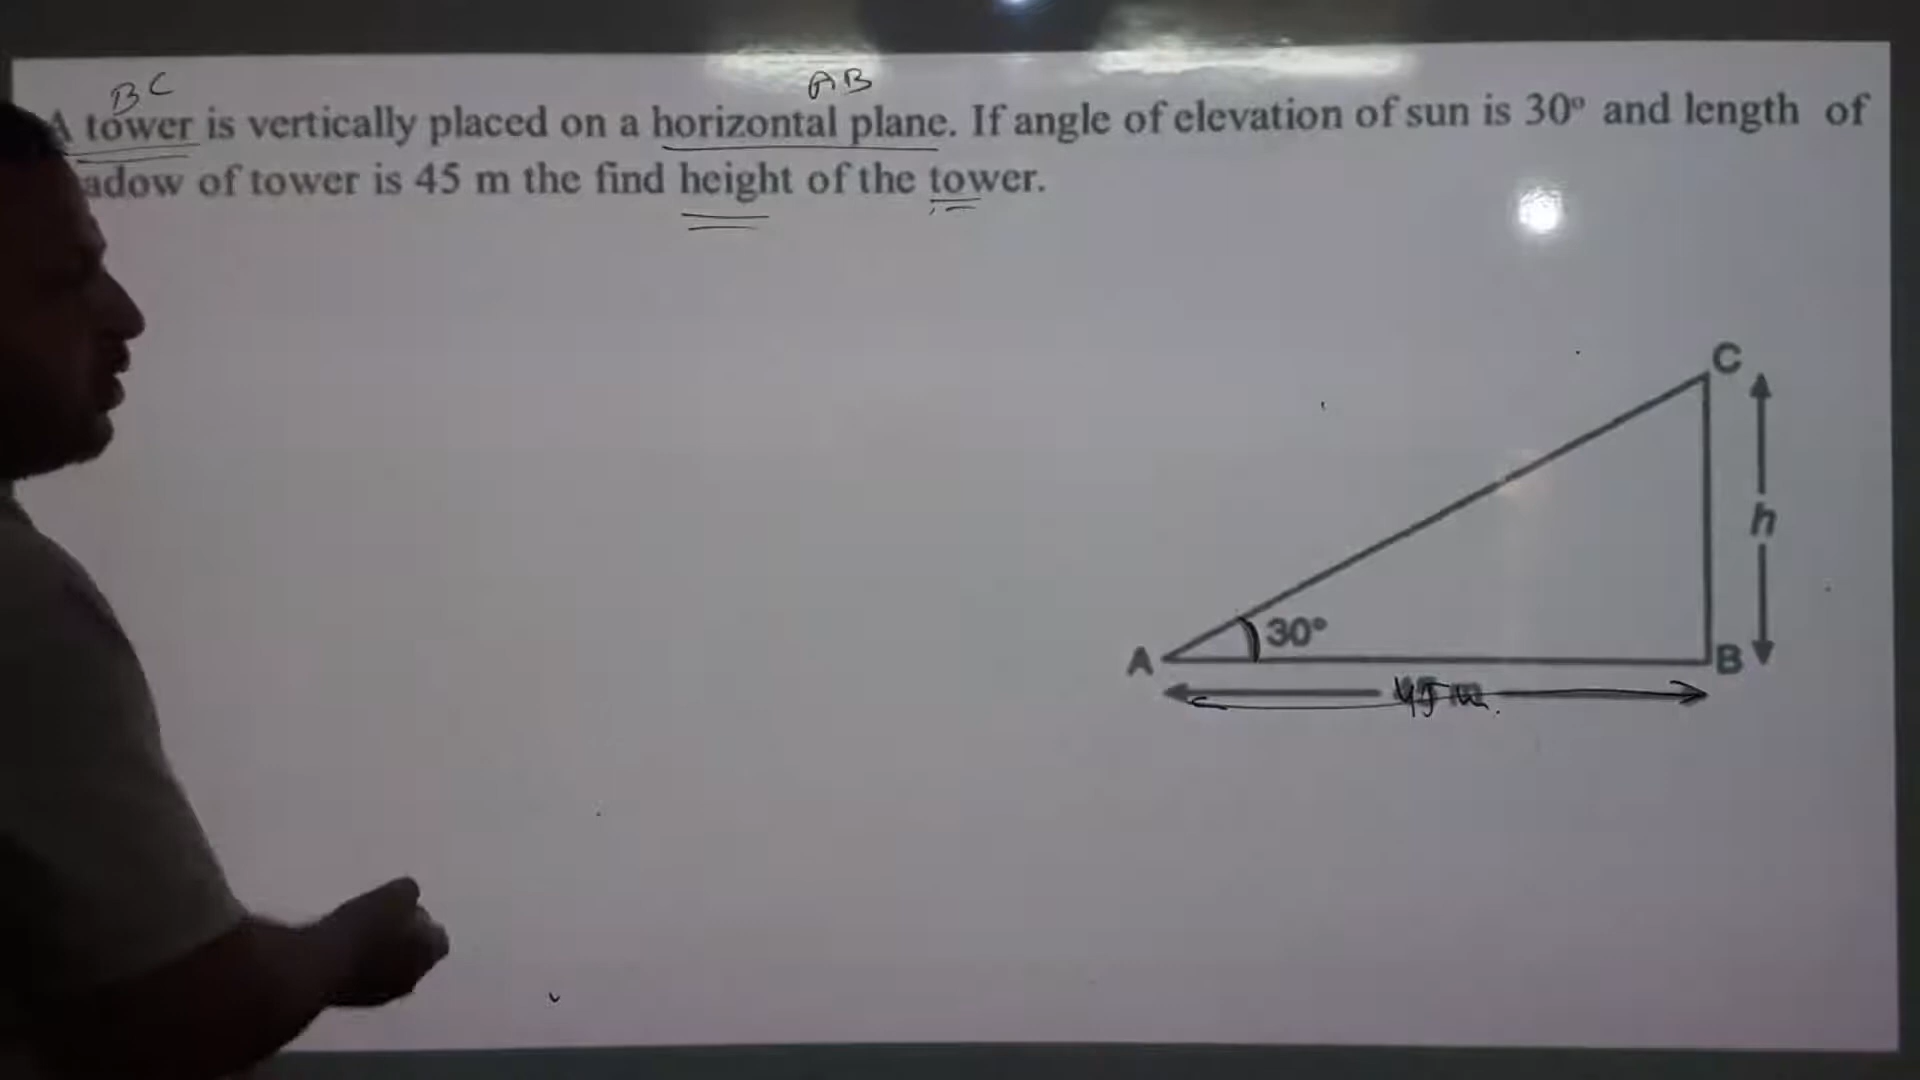 BC
AB
A tower is vertically placed on a horizontal plane. If angle of elevation of sun is 30º and length of
adow of tower is 45 m the find height of the tower.
C
h
30°
A
B
45 m.